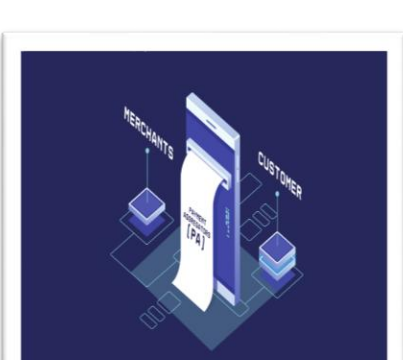 MERCHANTS
CUSTOMER
PAYMENT
AGGREGATORS
[PA]